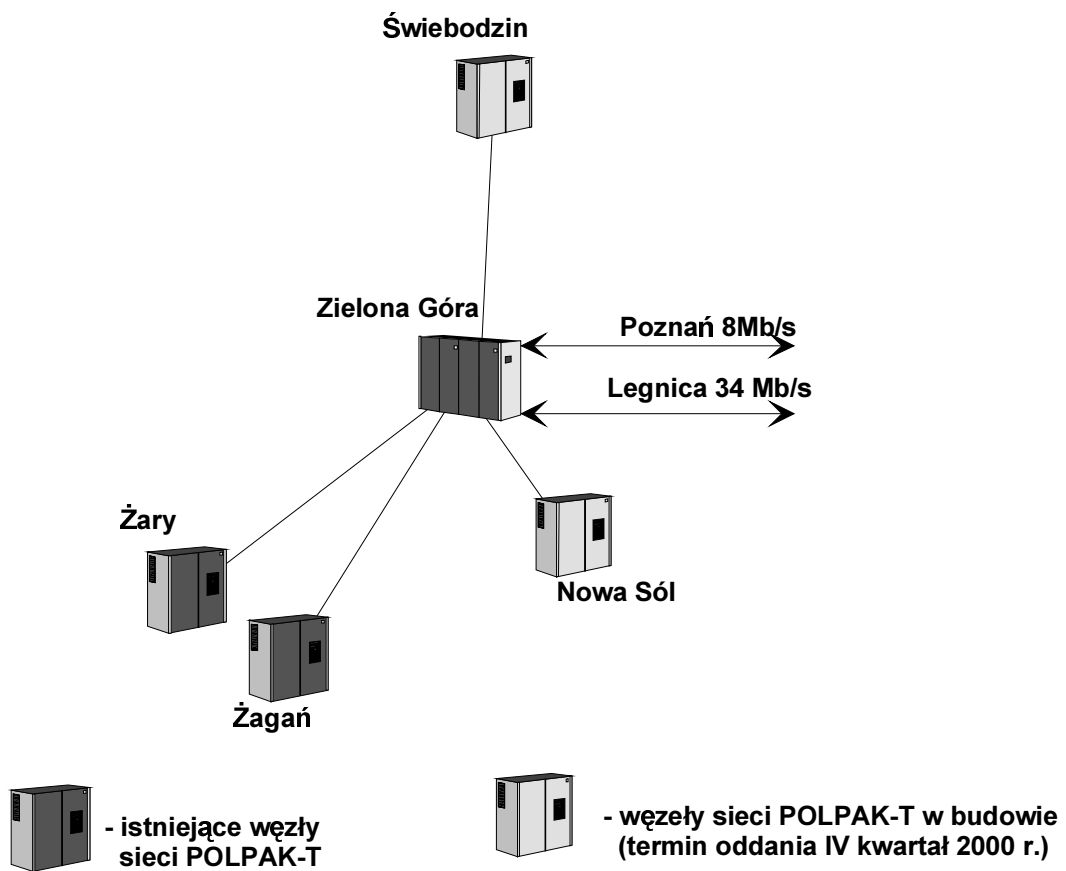 Świebodzin
Zielona Góra
Poznań 8Mb/s
Legnica 34 Mb/s
Żary
Nowa Sól
Żagań
- istniejące węzły
sieci POLPAK-T
- węzeły sieci POLPAK-T w budowie
(termin oddania IV kwartał 2000 r.)